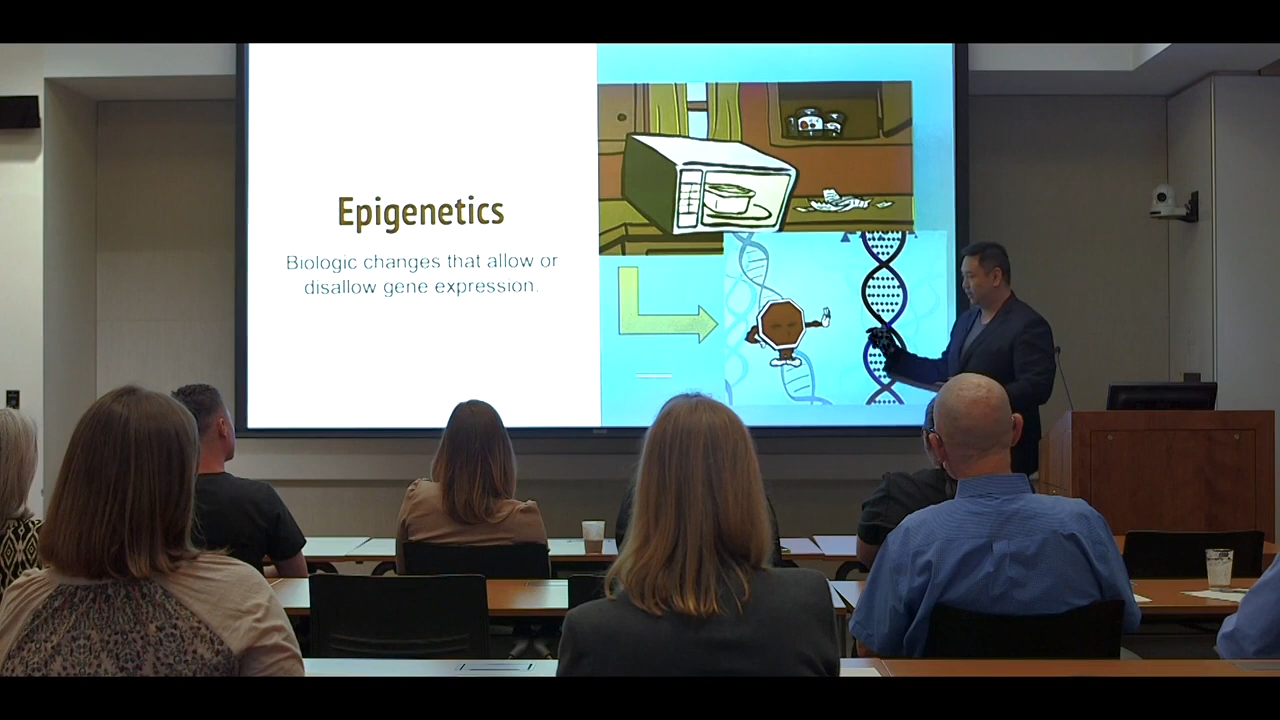 Epigenetics
Biologic changes that allow or
disallow gene expression.